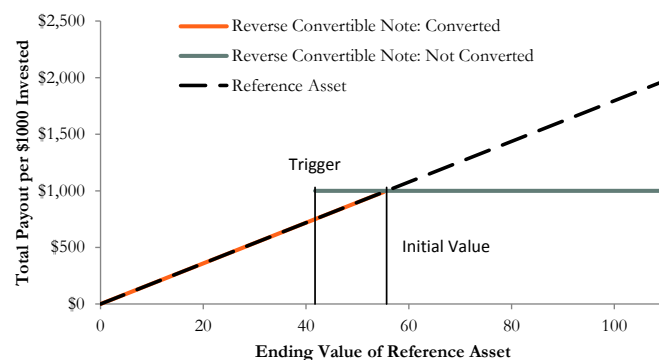 Total Payout per $1000 Invested
$2,500
$2,000
$1,500
$1,000
$500
$0
Reverse Convertible Note: Converted
Reverse Convertible Note: Not Converted
Reference Asset
Trigger
Initial Value
0 20 40 60 80 100
Ending Value of Reference Asset